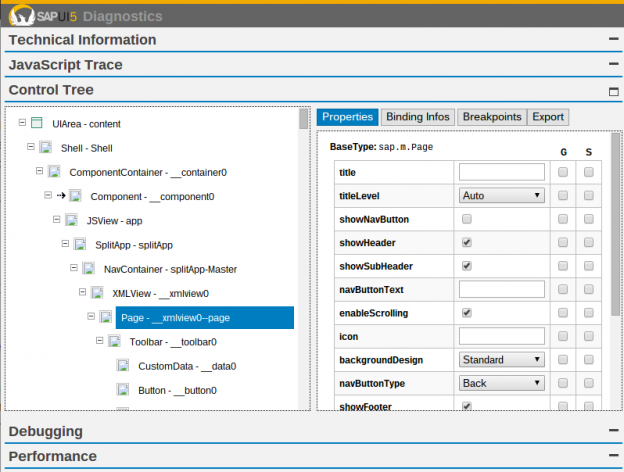 SAPUI5 Diagnostics
Technical Information
JavaScript Trace
Control Tree
UIArea - content
Shell - Shell
ComponentContainer - __container0
Component - __component0
JSView - app
SplitApp - splitApp
NavContainer - splitApp-Master
XMLView - __xmlview0
Page - __xmlview0--page
Toolbar - __toolbar0
CustomData - __data0
Button - __button0
Properties Binding Infos Breakpoints Export
BaseType: sap.m.Page G S
title
titleLevel Auto
showNavButton
showHeader
showSubHeader
navButtonText
enableScrolling
icon
backgroundDesign Standard
navButtonType Back
showFooter
Debugging
Performance